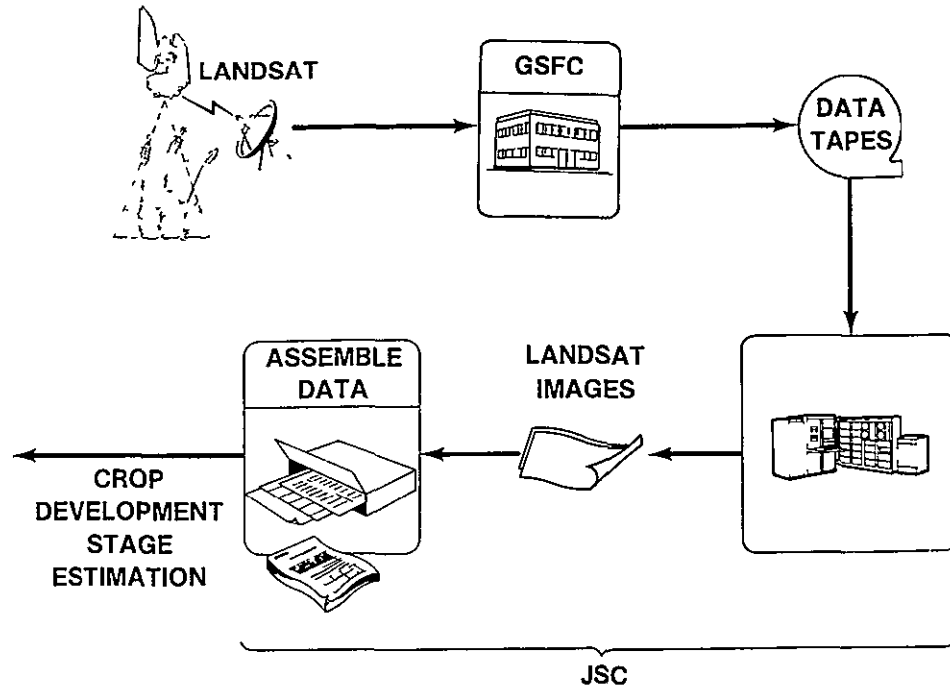 LANDSAT
GSFC
DATA
TAPES
ASSEMBLE
DATA
LANDSAT
IMAGES
CROP
DEVELOPMENT
STAGE
ESTIMATION
JSC